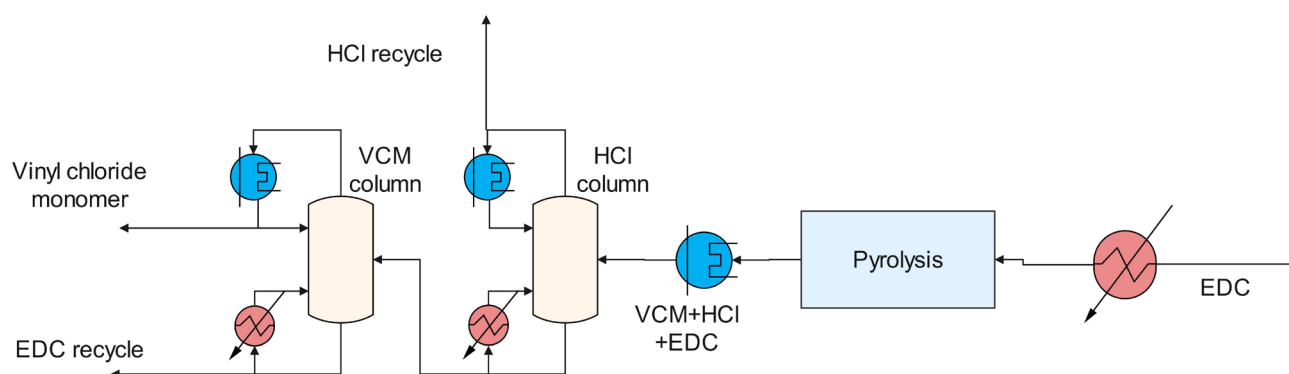 HCl recycle
Vinyl chloride
monomer
VCM
column
HCl
column
Pyrolysis
EDC
VCM+HCl
+EDC
EDC recycle